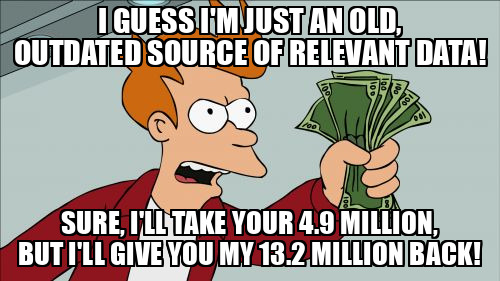 I GUESS I'M JUST AN OLD,
OUTDATED SOURCE OF RELEVANT DATA!
SURE, I'LL TAKE YOUR 4.9 MILLION,
BUT I'LL GIVE YOU MY 13.2 MILLION BACK!